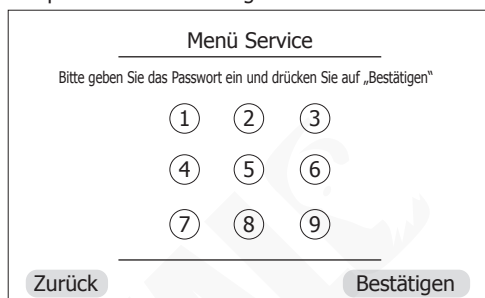 Menü Service
Bitte geben Sie das Passwort ein und drücken Sie auf „Bestätigen“
1 2 3
4 5 6
7 8 9
Zurück Bestätigen